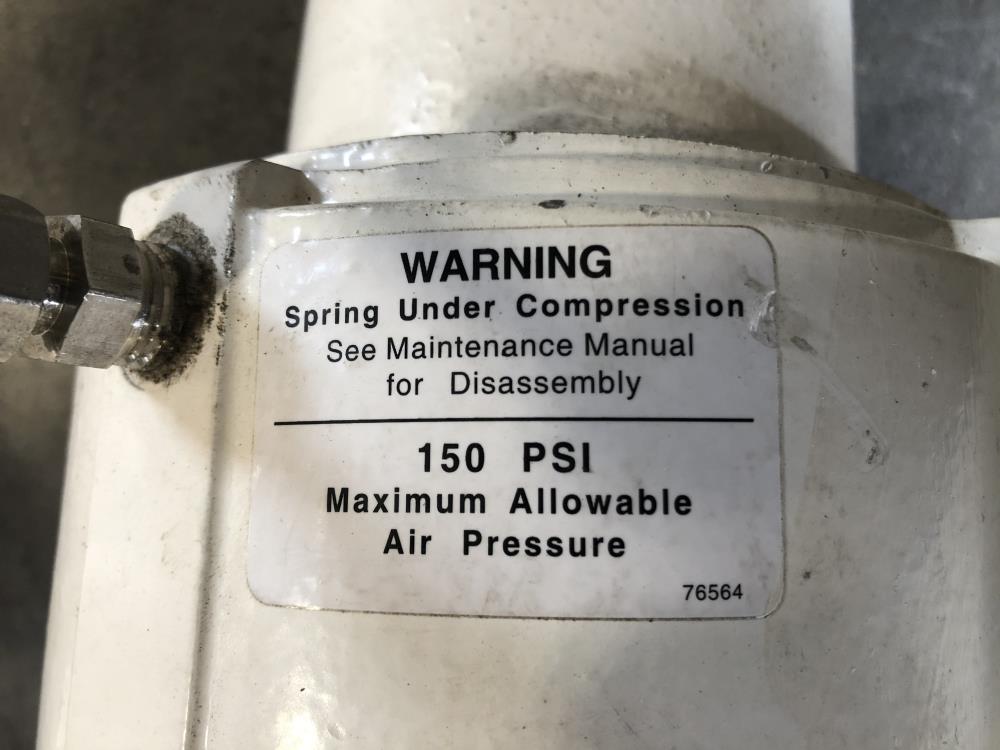 WARNING
Spring Under Compression
See Maintenance Manual
for Disassembly
150 PSI
Maximum Allowable
Air Pressure
76564